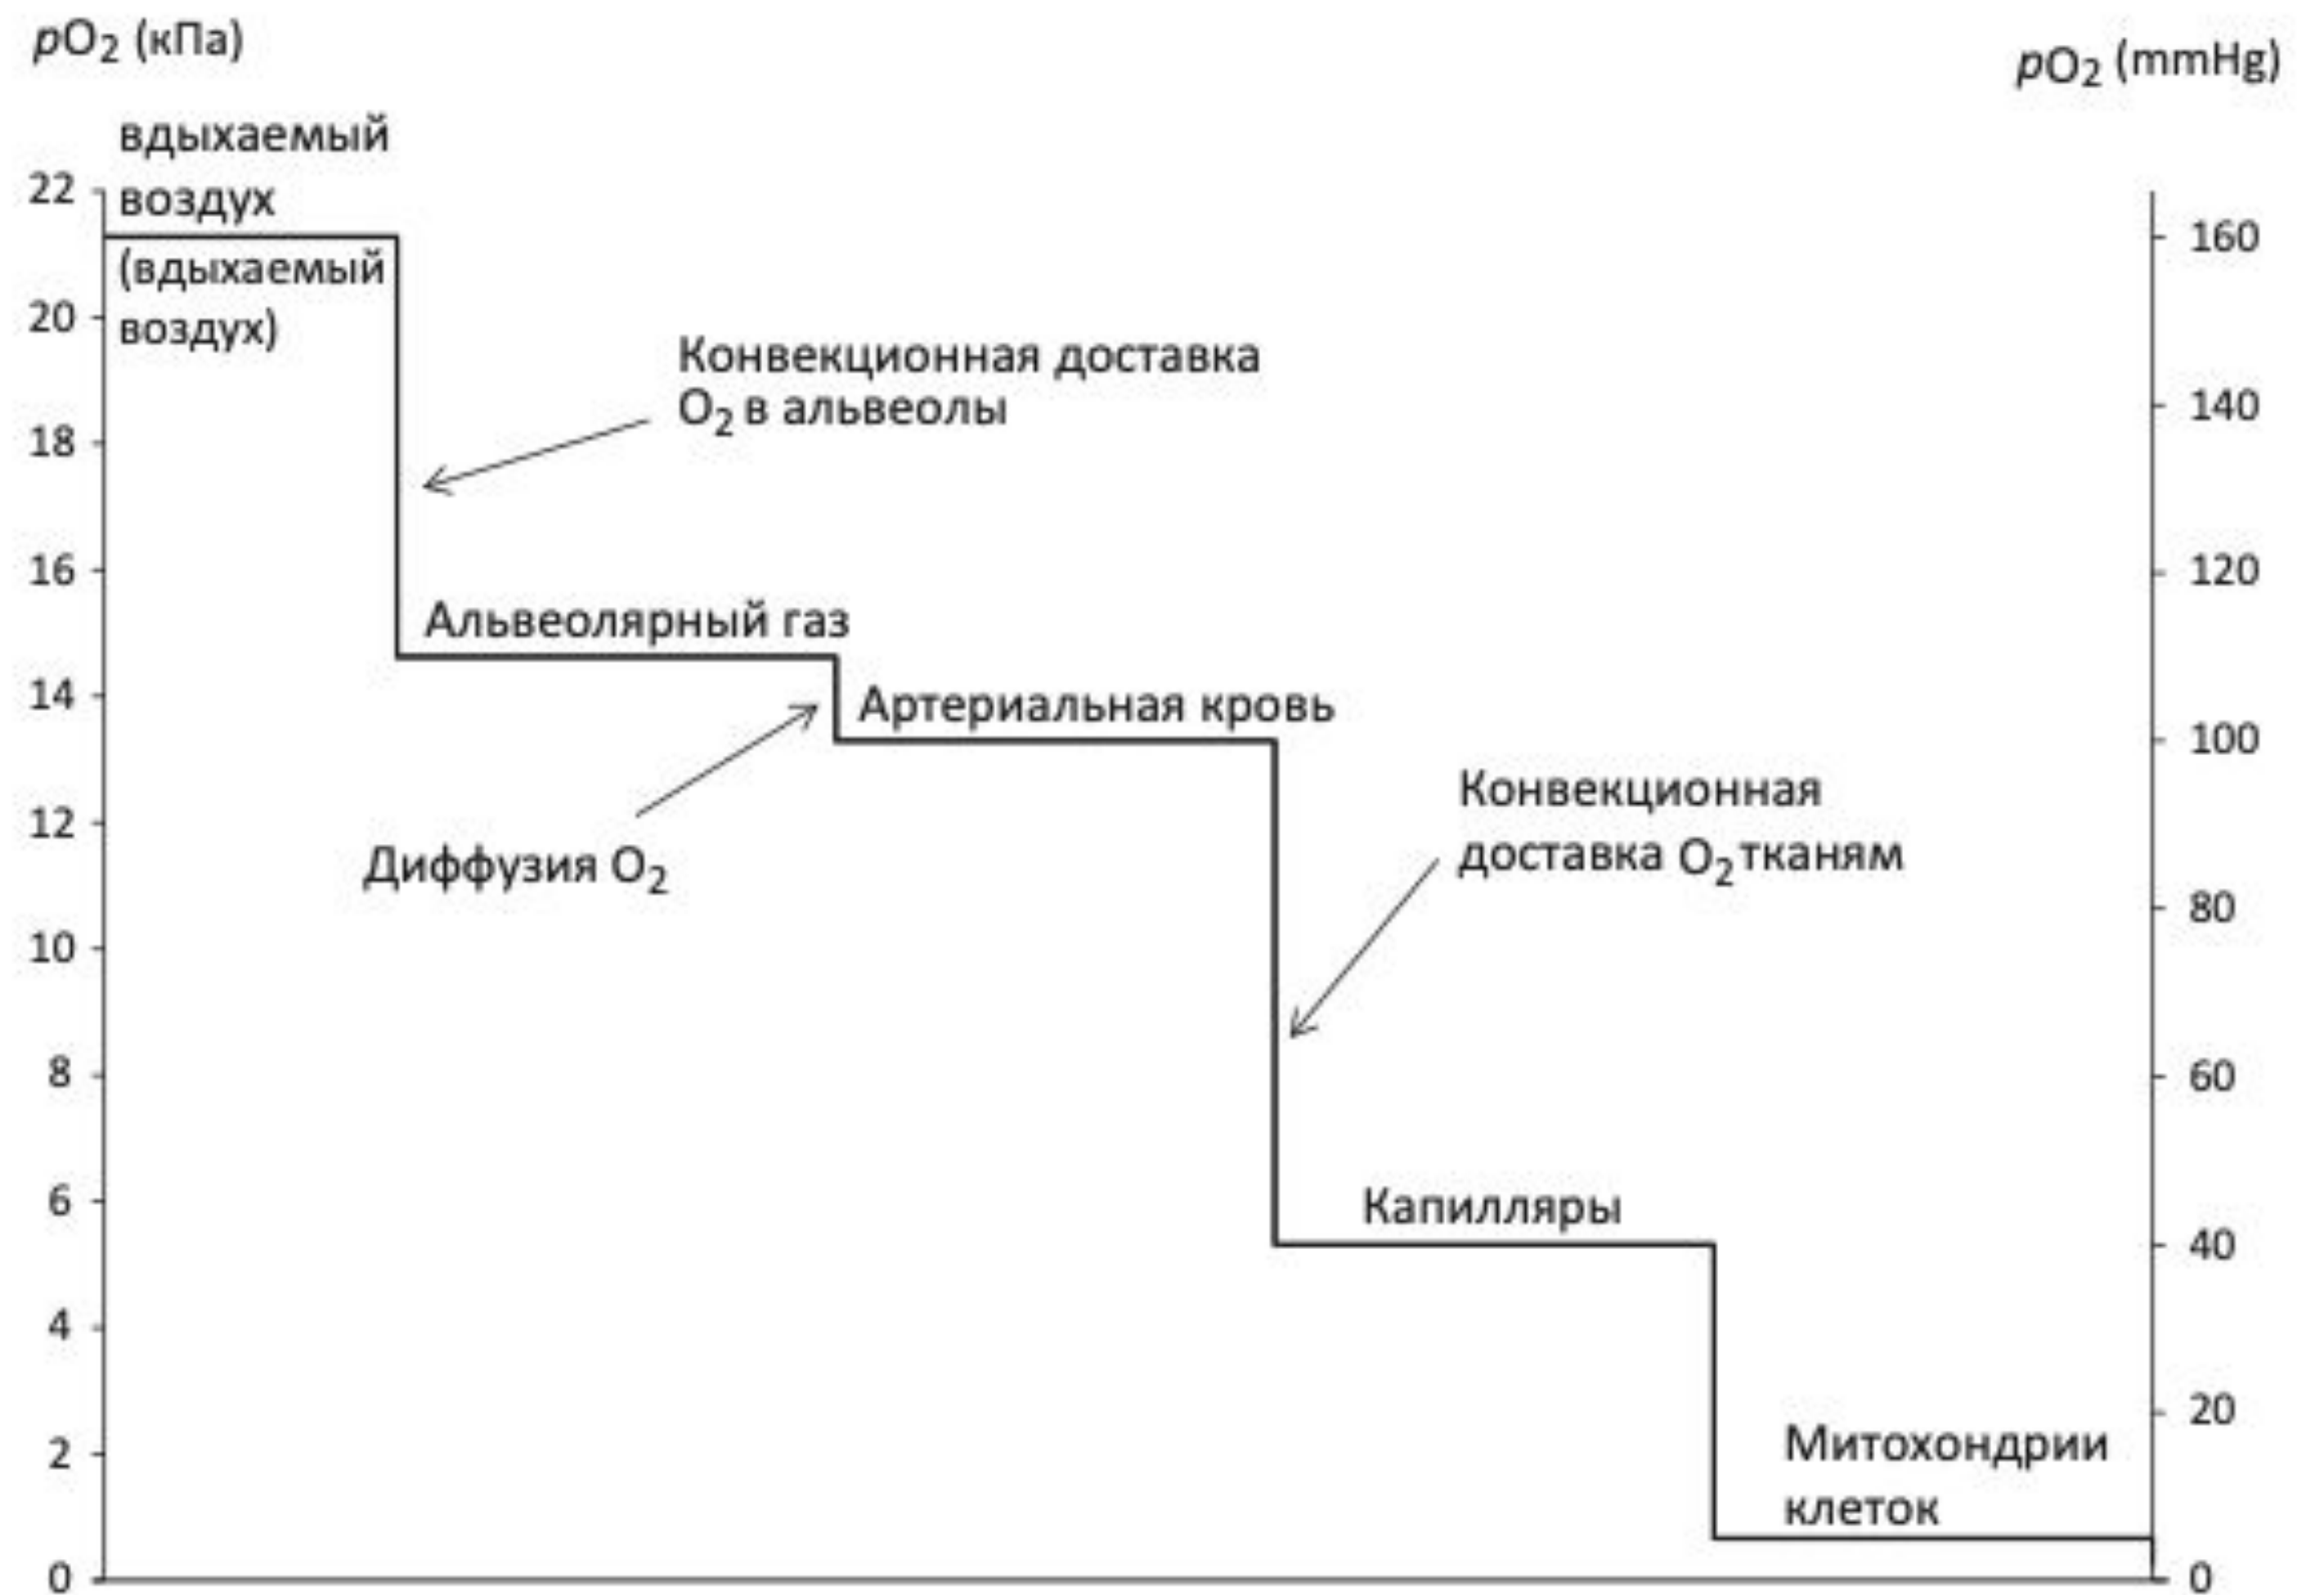 pO₂ (кПа)
pO₂ (mmHg)
вдыхаемый
воздух
(вдыхаемый
воздух)
22
20
18
16
14
12
10
8
6
4
2
0
Конвекционная доставка
O₂ в альвеолы
Альвеолярный газ
Артериальная кровь
Диффузия O₂
Конвекционная
доставка O₂ тканям
Капилляры
Митохондрии
клеток
160
140
120
100
80
60
40
20
0